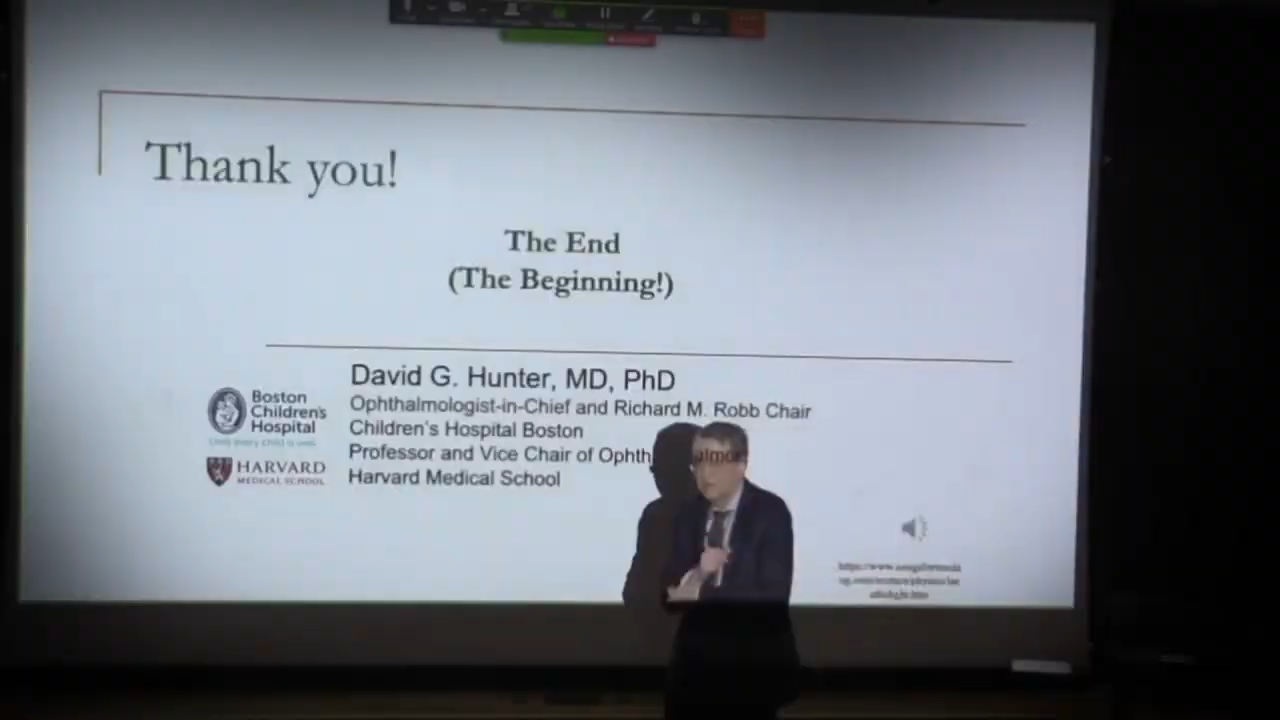 Thank you!
The End
(The Beginning!)
David G. Hunter, MD, PhD
Ophthalmologist-in-Chief and Richard M. Robb Chair
Children's Hospital Boston
Professor and Vice Chair of Ophth
Harvard Medical School
Boston
Children's
Hospital
HARVARD
MEDICAL SCHOOL